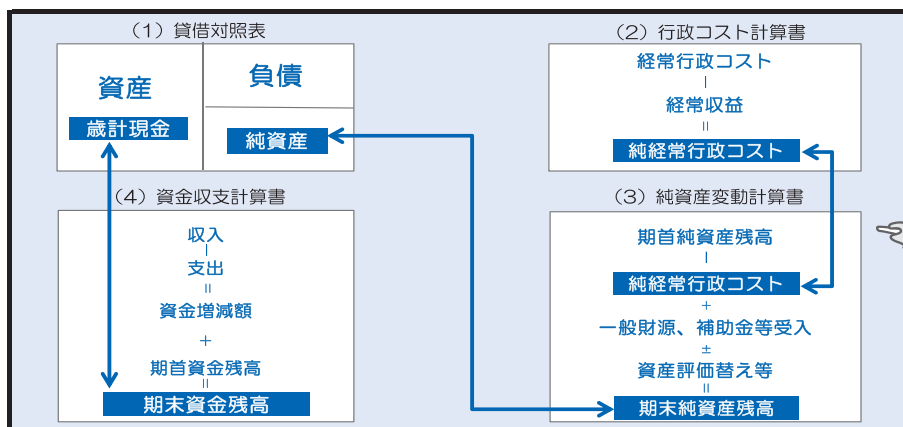 (1) 貸借対照表
資産
歳計現金
負債
純資産
(2) 行政コスト計算書
経常行政コスト
－
経常収益
＝
純経常行政コスト
(4) 資金収支計算書
収入
－
支出
＝
資金増減額
＋
期首資金残高
＝
期末資金残高
(3) 純資産変動計算書
期首純資産残高
－
純経常行政コスト
＋
一般財源、補助金等受入
±
資産評価替え等
＝
期末純資産残高